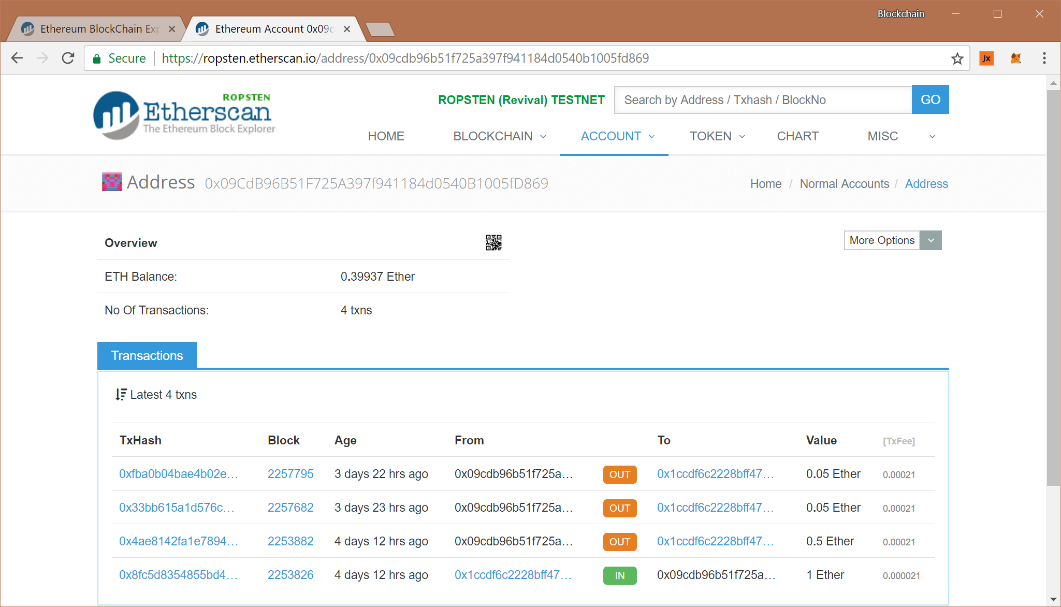 Blockchain
Ethereum BlockChain Exp
Ethereum Account 0x09c
Secure
https://ropsten.etherscan.io/address/0x09cdb96b51f725a397f941184d0540b1005fd869
JX
ROPSTEN
Etherscan
The Ethereum Block Explorer
ROPSTEN (Revival) TESTNET
Search by Address / Txhash / BlockNo
GO
HOME BLOCKCHAIN ACCOUNT TOKEN CHART MISC
Address 0x09CdB96B51F725A397f941184d0540B1005fD869
Home / Normal Accounts / Address
Overview
More Options
ETH Balance: 0.39937 Ether
No Of Transactions: 4 txns
Transactions
Latest 4 txns
TxHash Block Age From To Value [TxFee]
0xfba0b04bae4b02e... 2257795 3 days 22 hrs ago 0x09cdb96b51f725a... OUT 0x1ccdf6c2228bff47... 0.05 Ether 0.00021
0x33bb615a1d576c... 2257682 3 days 23 hrs ago 0x09cdb96b51f725a... OUT 0x1ccdf6c2228bff47... 0.05 Ether 0.00021
0x4ae8142fa1e7894... 2253882 4 days 12 hrs ago 0x09cdb96b51f725a... OUT 0x1ccdf6c2228bff47... 0.5 Ether 0.00021
0x8fc5d8354855bd4... 2253826 4 days 12 hrs ago 0x1ccdf6c2228bff47... IN 0x09cdb96b51f725a... 1 Ether 0.000021